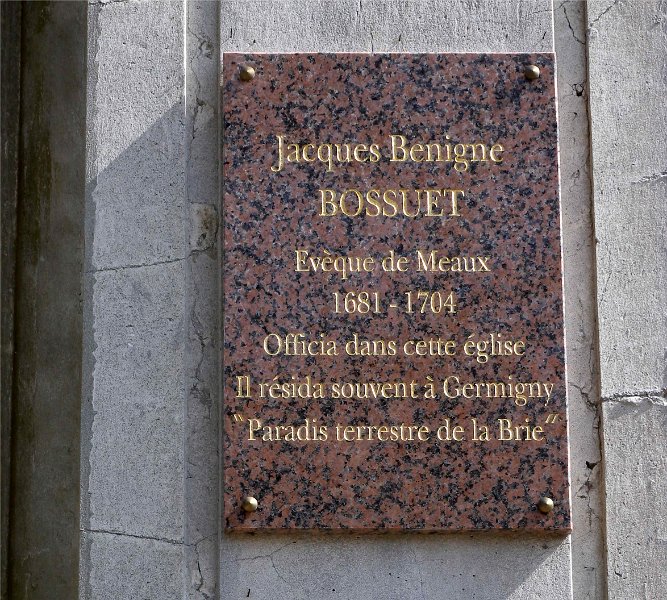 Jacques Benigne
BOSSUET
Evèque de Meaux
1681 - 1704
Officia dans cette église
Il résida souvent à Germigny
“Paradis terrestre de la Brie“